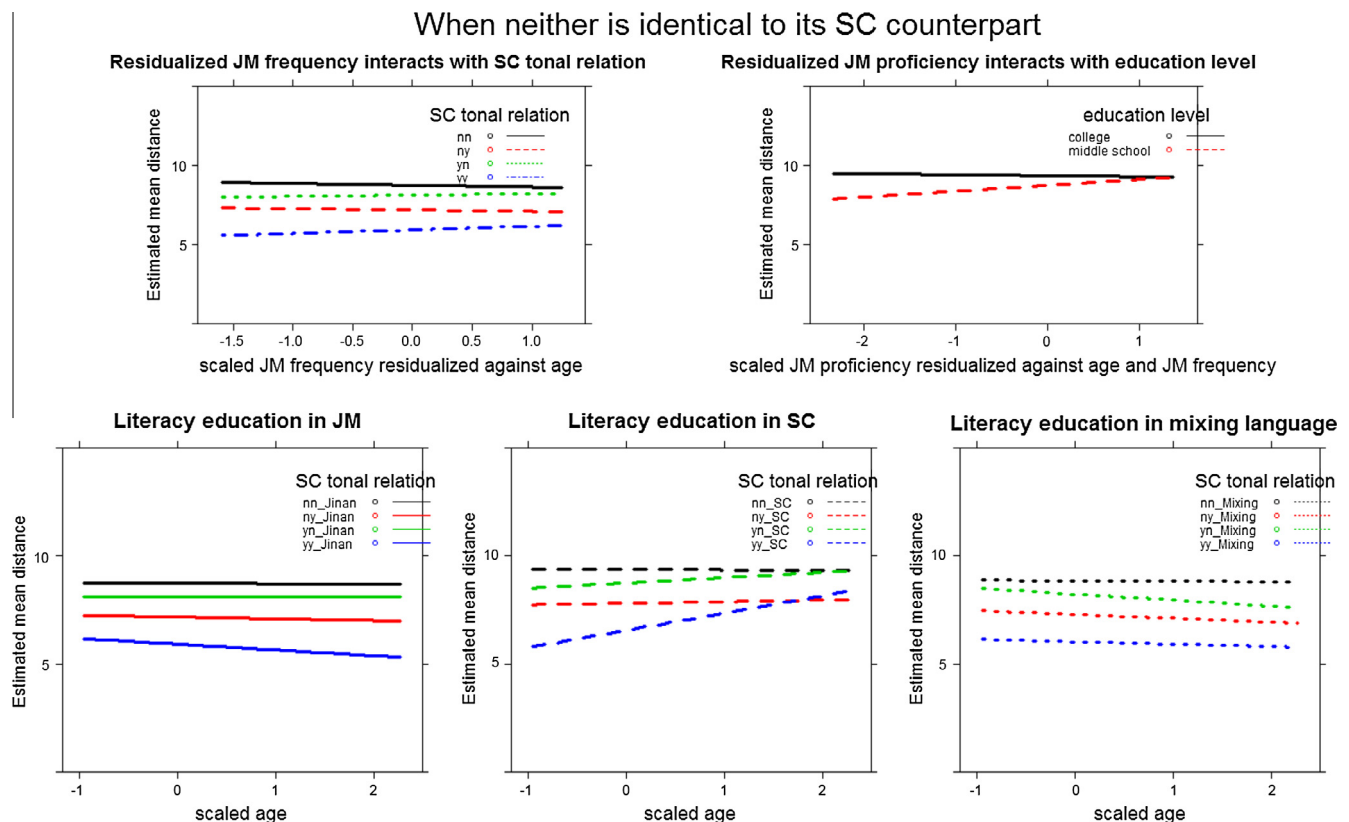 When neither is identical to its SC counterpart
Residualized JM frequency interacts with SC tonal relation
SC tonal relation
nn
ny
yn
yy
Estimated mean distance
10
5
-1.5 -1.0 -0.5 0.0 0.5 1.0
scaled JM frequency residualized against age
Residualized JM proficiency interacts with education level
education level
college
middle school
Estimated mean distance
10
5
-2 -1 0 1
scaled JM proficiency residualized against age and JM frequency
Literacy education in JM
SC tonal relation
nn_Jinan
ny_Jinan
yn_Jinan
yy_Jinan
Estimated mean distance
10
5
-1 0 1 2
scaled age
Literacy education in SC
SC tonal relation
nn_SC
ny_SC
yn_SC
yy_SC
Estimated mean distance
10
5
-1 0 1 2
scaled age
Literacy education in mixing language
SC tonal relation
nn_Mixing
ny_Mixing
yn_Mixing
yy_Mixing
Estimated mean distance
10
5
-1 0 1 2
scaled age